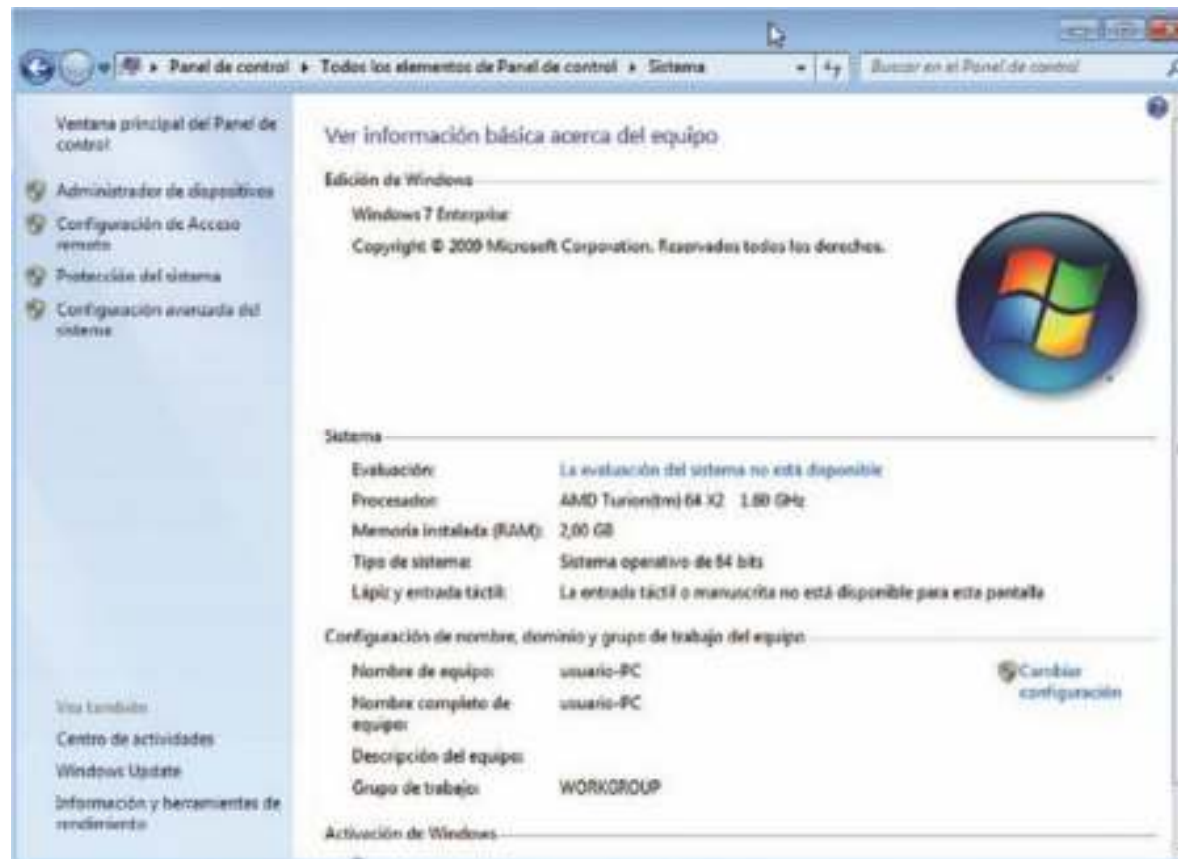 Panel de control ▸ Todos los elementos de Panel de control ▸ Sistema
Buscar en el Panel de control
Ventana principal del Panel de
control
Administrador de dispositivos
Configuración de Acceso
remoto
Protección del sistema
Configuración avanzada del
sistema
Vea también
Centro de actividades
Windows Update
Información y herramientas de
rendimiento
Ver información básica acerca del equipo
Edición de Windows
Windows 7 Enterprise
Copyright © 2009 Microsoft Corporation. Reservados todos los derechos.
Sistema
Evaluación: La evaluación del sistema no está disponible
Procesador: AMD Turion(tm) 64 X2 1.80 GHz
Memoria instalada (RAM): 2,00 GB
Tipo de sistema: Sistema operativo de 64 bits
Lápiz y entrada táctil: La entrada táctil o manuscrita no está disponible para esta pantalla
Configuración de nombre, dominio y grupo de trabajo del equipo
Nombre de equipo: usuario-PC
Cambiar
configuración
Nombre completo de
equipo: usuario-PC
Descripción del equipo:
Grupo de trabajo: WORKGROUP
Activación de Windows